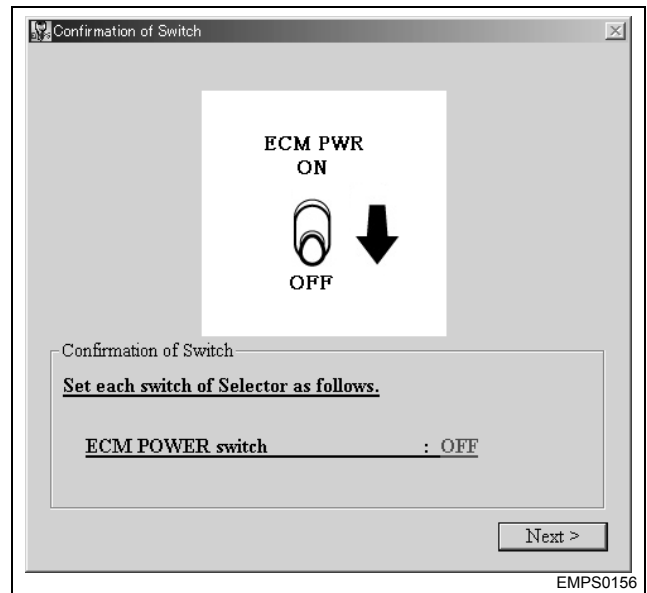 Confirmation of Switch
ECM PWR
ON
OFF
Confirmation of Switch
Set each switch of Selector as follows.
ECM POWER switch : OFF
Next >
EMPS0156